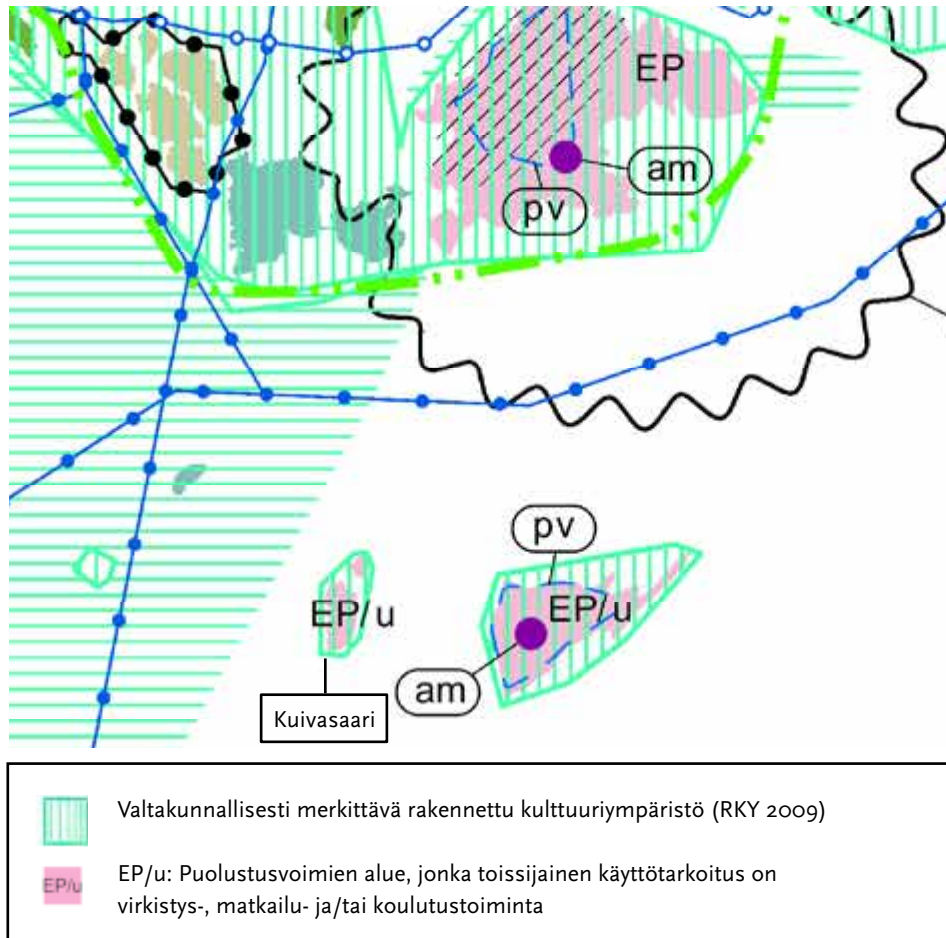 EP
am
pv
pv
EP/u
EP/u
am
Kuivasaari
Valtakunnallisesti merkittävä rakennettu kulttuuriympäristö (RKY 2009)
EP/u
EP/u: Puolustusvoimien alue, jonka toissijainen käyttötarkoitus on
virkistys-, matkailu- ja/tai koulutustoiminta